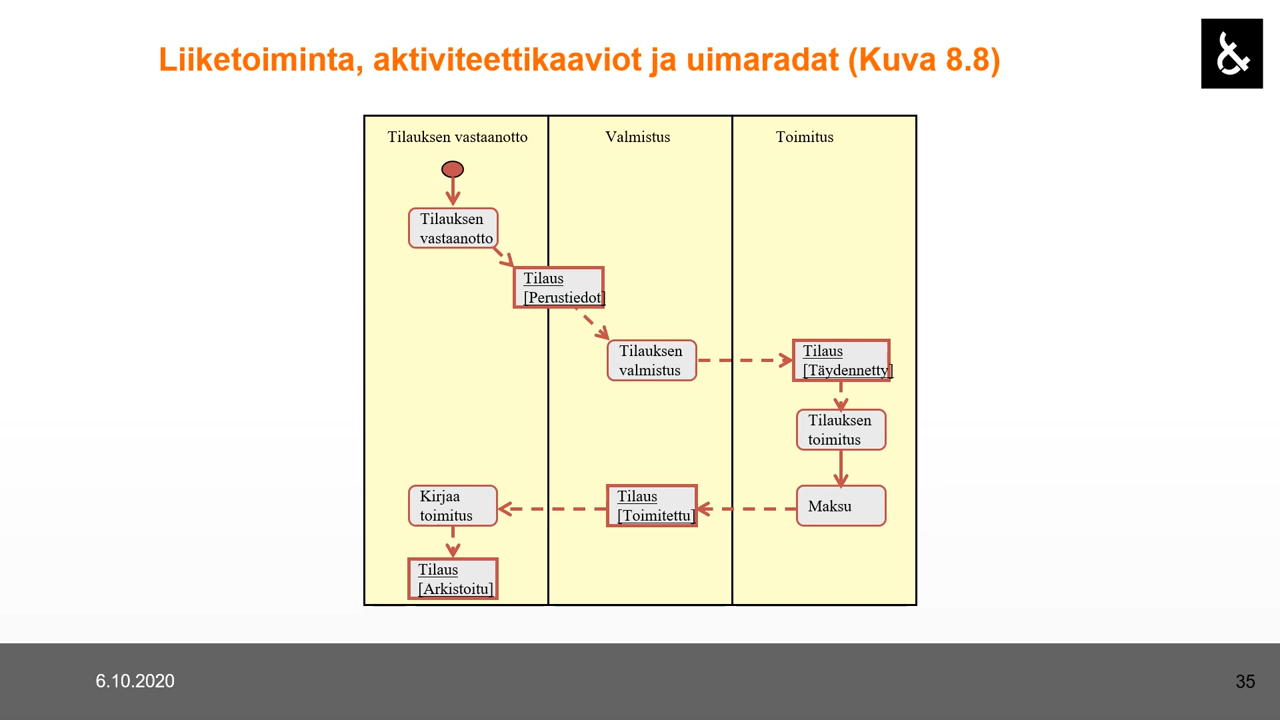 Liiketoiminta, aktiviteettikaaviot ja uimaradat (Kuva 8.8)
&
Tilauksen vastaanotto
Valmistus
Toimitus
Tilauksen
vastaanotto
Tilaus
[Perustiedot]
Tilauksen
valmistus
Tilaus
[Täydennetty]
Tilauksen
toimitus
Maksu
Tilaus
[Toimitettu]
Kirjaa
toimitus
Tilaus
[Arkistoitu]
6.10.2020
35